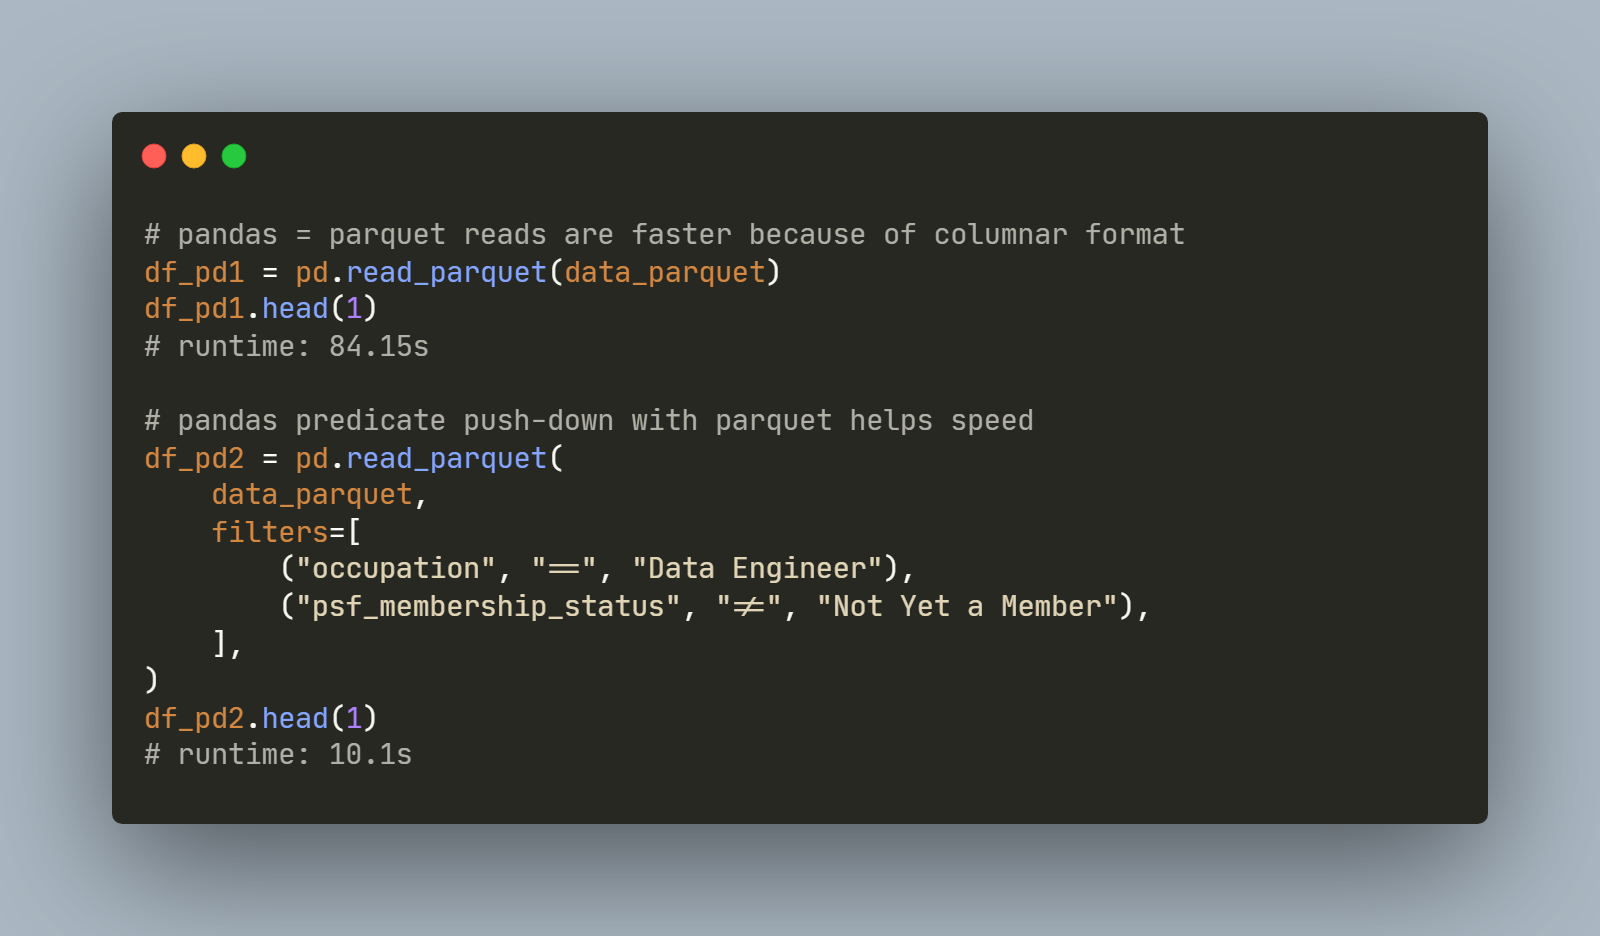 # pandas = parquet reads are faster because of columnar format
df_pd1 = pd.read_parquet(data_parquet)
df_pd1.head(1)
# runtime: 84.15s
# pandas predicate push-down with parquet helps speed
df_pd2 = pd.read_parquet(
    data_parquet,
    filters=[
        ("occupation", "==", "Data Engineer"),
        ("psf_membership_status", "!=", "Not Yet a Member"),
    ],
)
df_pd2.head(1)
# runtime: 10.1s